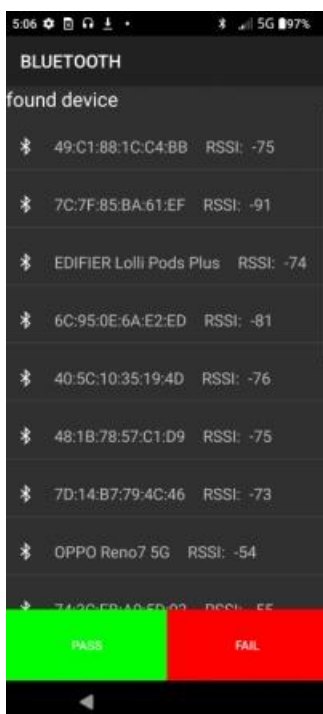 5:06 5G 97%
BLUETOOTH
found device
49:C1:88:1C:C4:BB RSSI: -75
7C:7F:85:BA:61:EF RSSI: -91
EDIFIER Lolli Pods Plus RSSI: -74
6C:95:0E:6A:E2:ED RSSI: -81
40:5C:10:35:19:4D RSSI: -76
48:1B:78:57:C1:D9 RSSI: -75
7D:14:B7:79:4C:46 RSSI: -73
OPPO Reno7 5G RSSI: -54
RSSI: -55
PASS FAIL